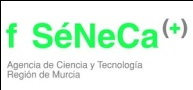 f SéNeCa(+)
Agencia de Ciencia y Tecnología
Región de Murcia